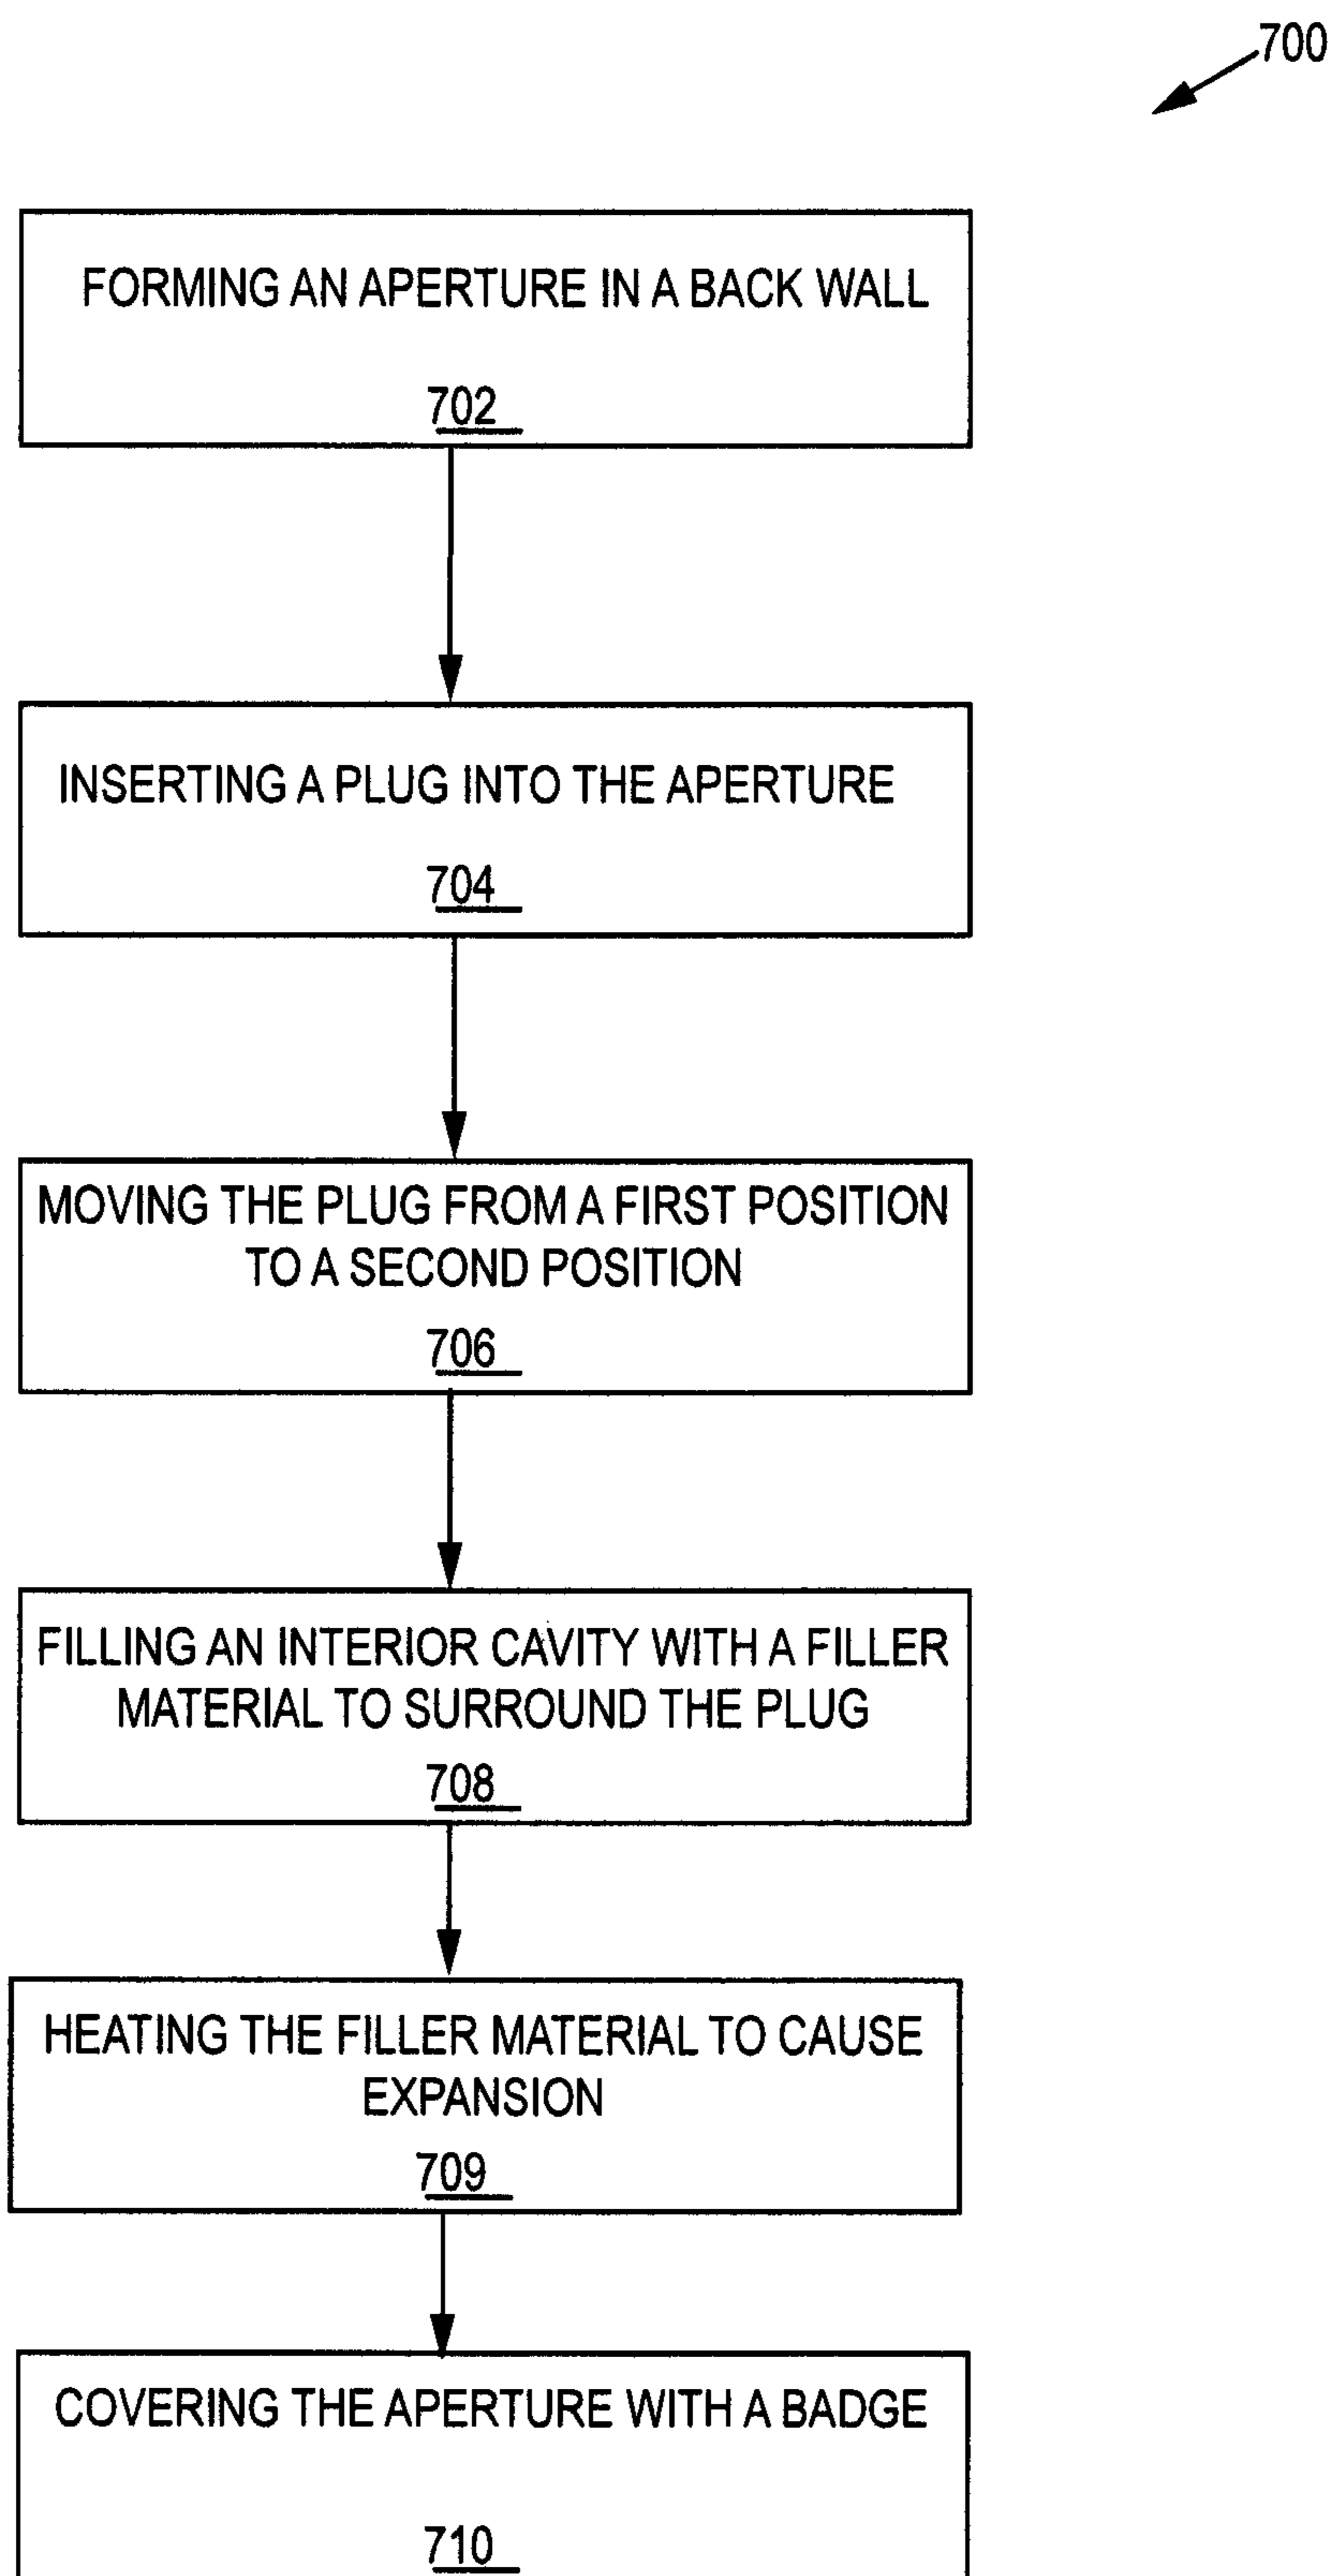 700
FORMING AN APERTURE IN A BACK WALL
702
INSERTING A PLUG INTO THE APERTURE
704
MOVING THE PLUG FROM A FIRST POSITION
TO A SECOND POSITION
706
FILLING AN INTERIOR CAVITY WITH A FILLER
MATERIAL TO SURROUND THE PLUG
708
HEATING THE FILLER MATERIAL TO CAUSE
EXPANSION
709
COVERING THE APERTURE WITH A BADGE
710